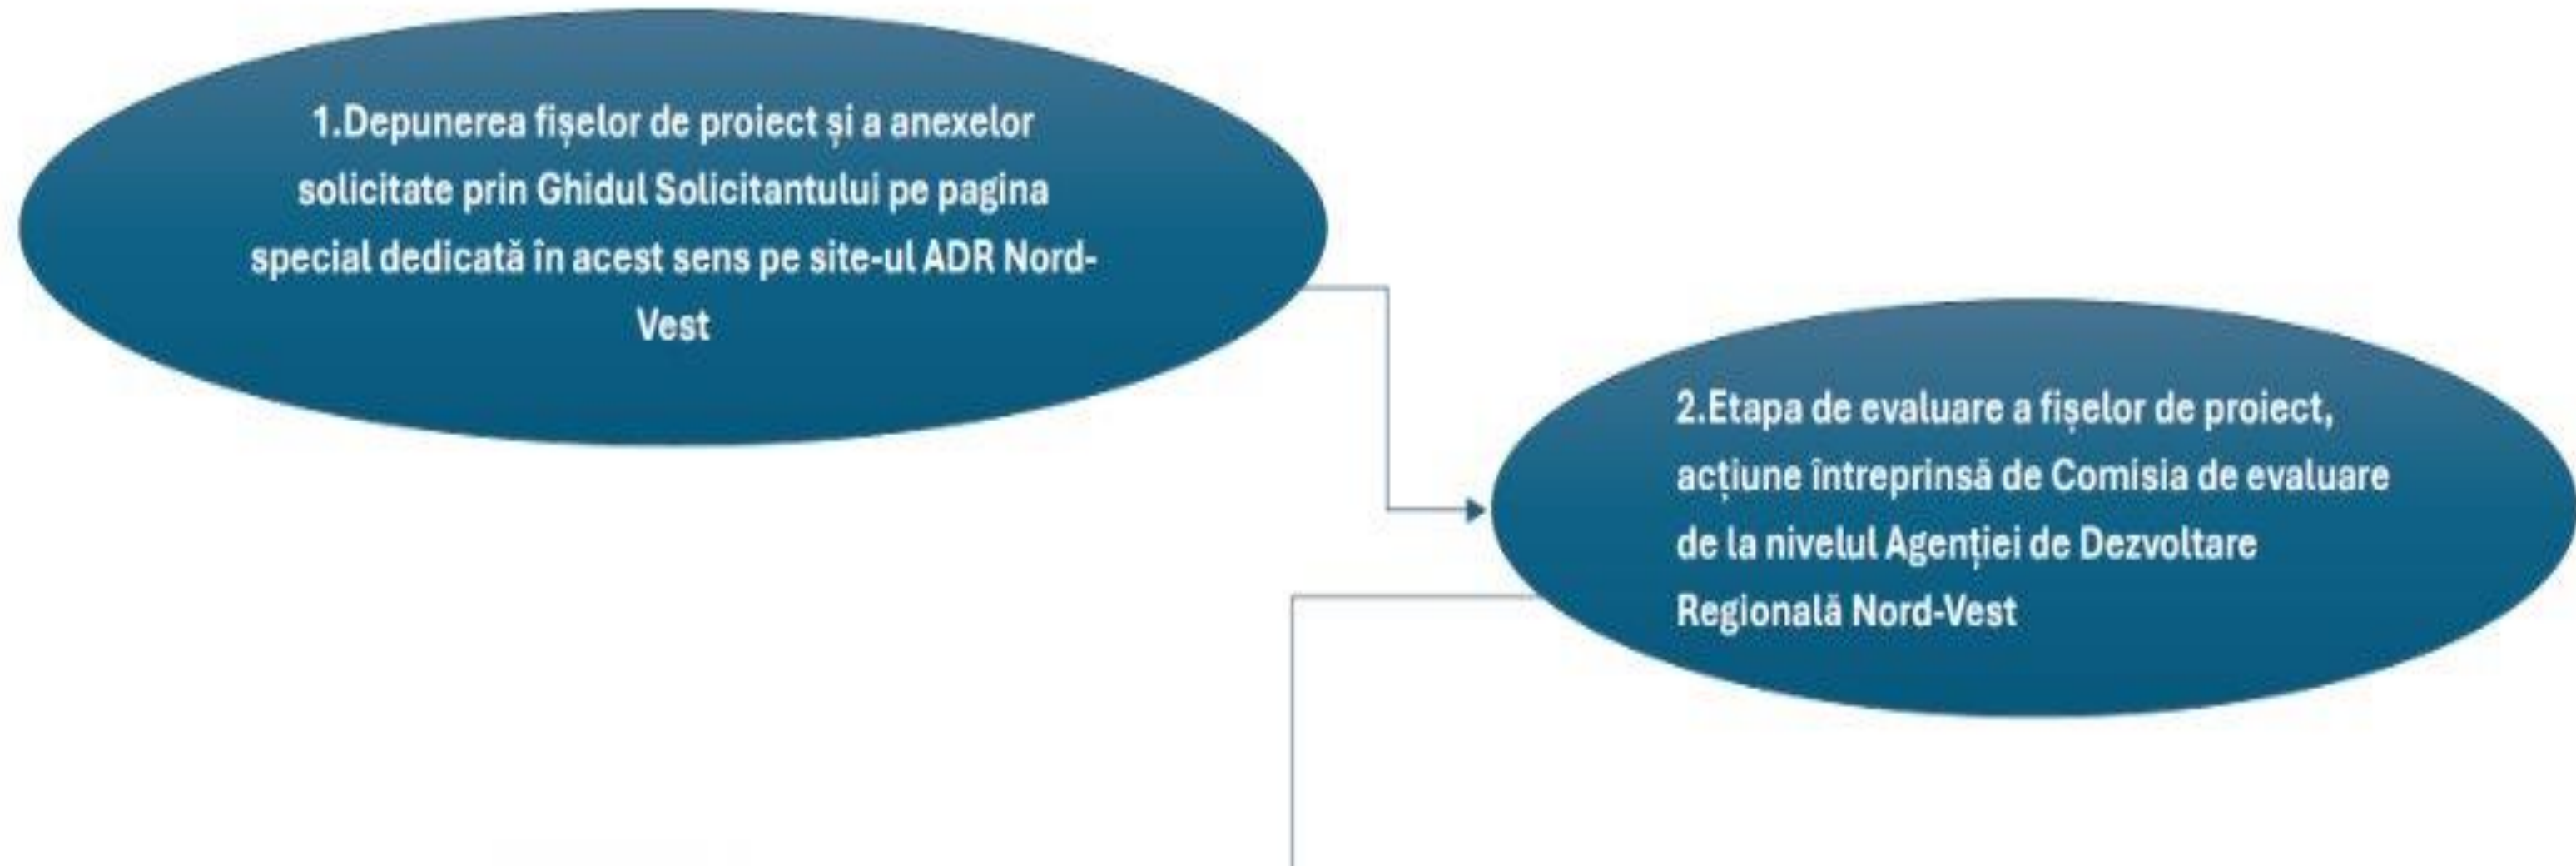 1.Depunerea fișelor de proiect și a anexelor
solicitate prin Ghidul Solicitantului pe pagina
special dedicată în acest sens pe site-ul ADR Nord-
Vest
2.Etapa de evaluare a fișelor de proiect,
acțiune întreprinsă de Comisia de evaluare
de la nivelul Agenției de Dezvoltare
Regională Nord-Vest